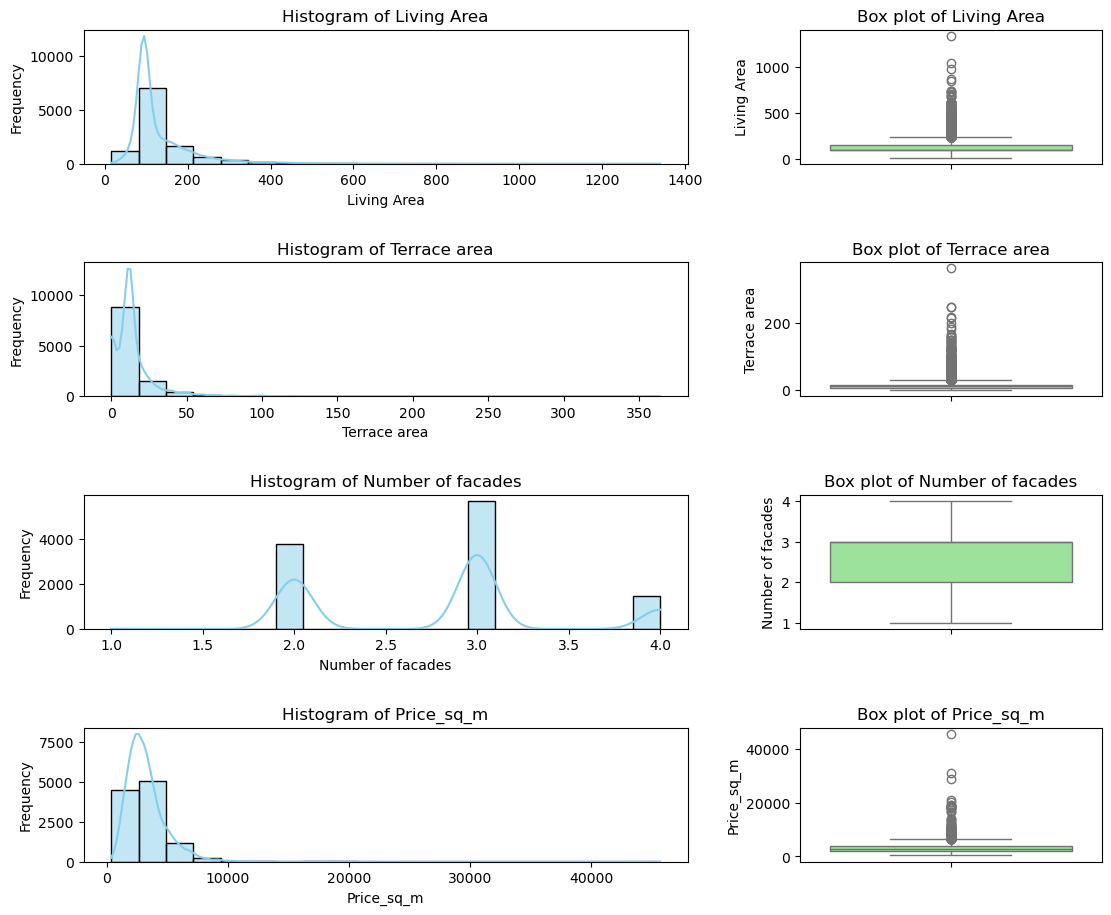 Histogram of Living Area
Frequency
10000
5000
0
0 200 400 600 800 1000 1200 1400
Living Area
Box plot of Living Area
Living Area
1000
500
0
Histogram of Terrace area
Frequency
10000
5000
0
0 50 100 150 200 250 300 350
Terrace area
Box plot of Terrace area
Terrace area
200
0
Histogram of Number of facades
Frequency
4000
2000
0
1.0 1.5 2.0 2.5 3.0 3.5 4.0
Number of facades
Box plot of Number of facades
Number of facades
4
3
2
1
Histogram of Price_sq_m
Frequency
7500
5000
2500
0
0 10000 20000 30000 40000
Price_sq_m
Box plot of Price_sq_m
Price_sq_m
40000
20000
0